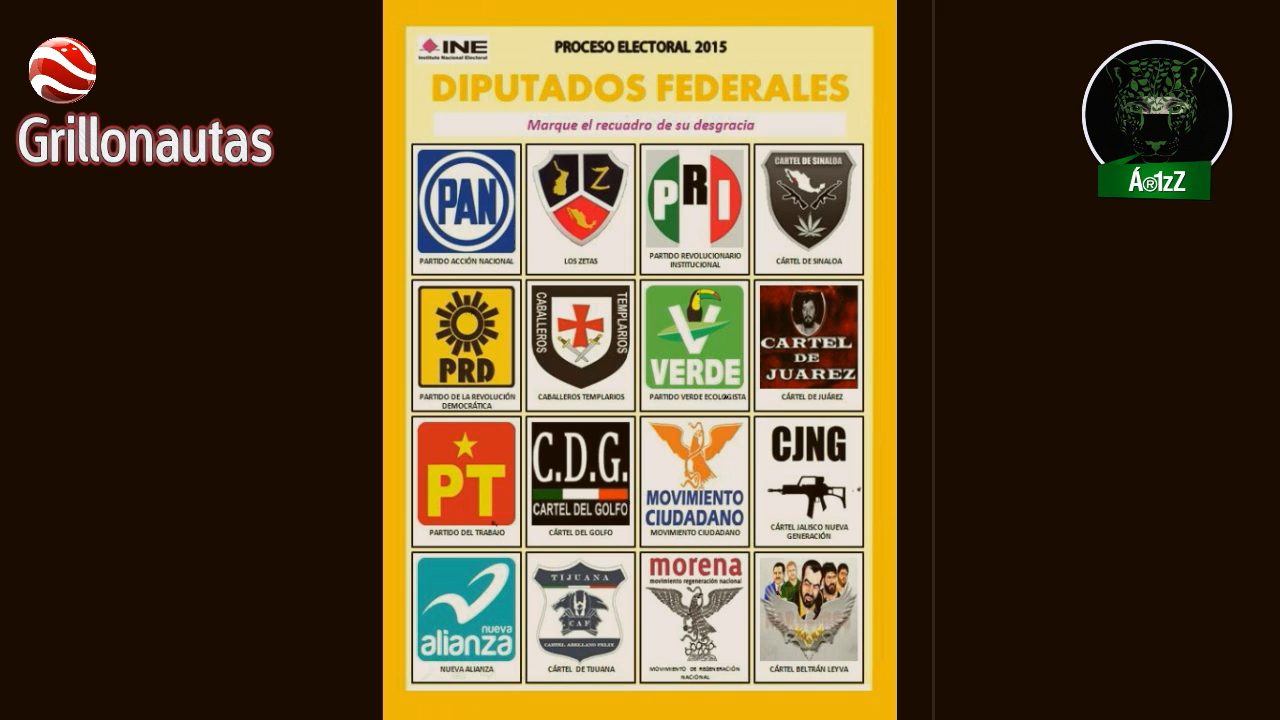 Grillonautas
INE
Instituto Nacional Electoral
PROCESO ELECTORAL 2015
DIPUTADOS FEDERALES
Marque el recuadro de su desgracia
Á®1zZ
PAN
PARTIDO ACCIÓN NACIONAL
Z
LOS ZETAS
PRI
PARTIDO REVOLUCIONARIO
INSTITUCIONAL
CARTEL DE SINALOA
CÁRTEL DE SINALOA
PRD
PARTIDO DE LA REVOLUCIÓN
DEMOCRÁTICA
CABALLEROS
TEMPLARIOS
CABALLEROS TEMPLARIOS
VERDE
PARTIDO VERDE ECOLOGISTA
CARTEL
DE
JUAREZ
CÁRTEL DE JUÁREZ
PT
PARTIDO DEL TRABAJO
C.D.G.
CARTEL DEL GOLFO
CÁRTEL DEL GOLFO
MOVIMIENTO
CIUDADANO
MOVIMIENTO CIUDADANO
CJNG
CÁRTEL JALISCO NUEVA
GENERACIÓN
nueva
alianza
NUEVA ALIANZA
TIJUANA
CAF
CARTEL ARELLANO FELIX
CÁRTEL DE TIJUANA
morena
movimiento regeneración nacional
MOVIMIENTO DE REGENERACIÓN
NACIONAL
CÁRTEL BELTRÁN LEYVA